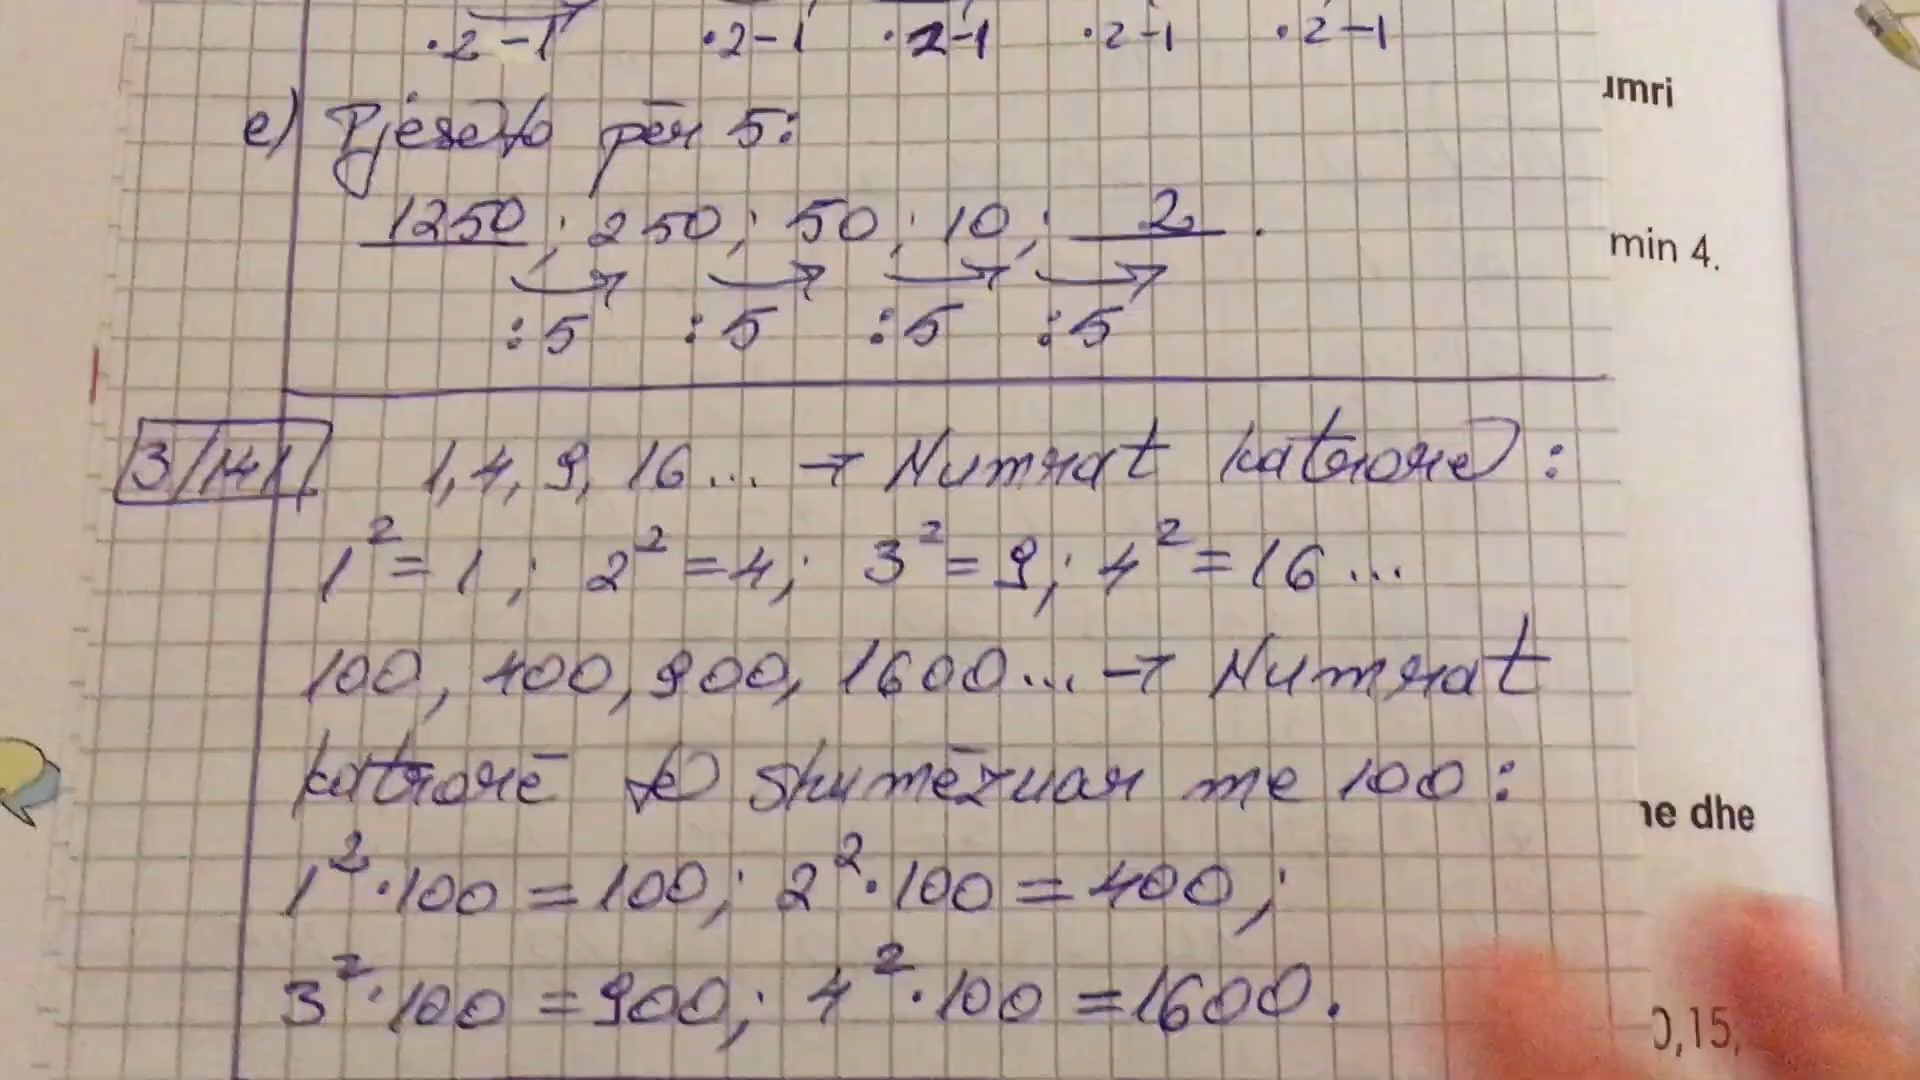 ·2-1 ·2-1 ·2-1 ·2-1 ·2-1
e) Pjesëto për 5:
1250; 250; 50; 10; 2.
:5 :5 :5 :5
3/141 1, 4, 9, 16... → Numrat katrorë:
1² = 1; 2² = 4; 3² = 9; 4² = 16...
100, 400, 900, 1600... → Numrat
katrorë të shumëzuar me 100:
1²·100 = 100; 2²·100 = 400;
3²·100 = 900; 4²·100 = 1600.
umri
min 4.
ne dhe
0,15,